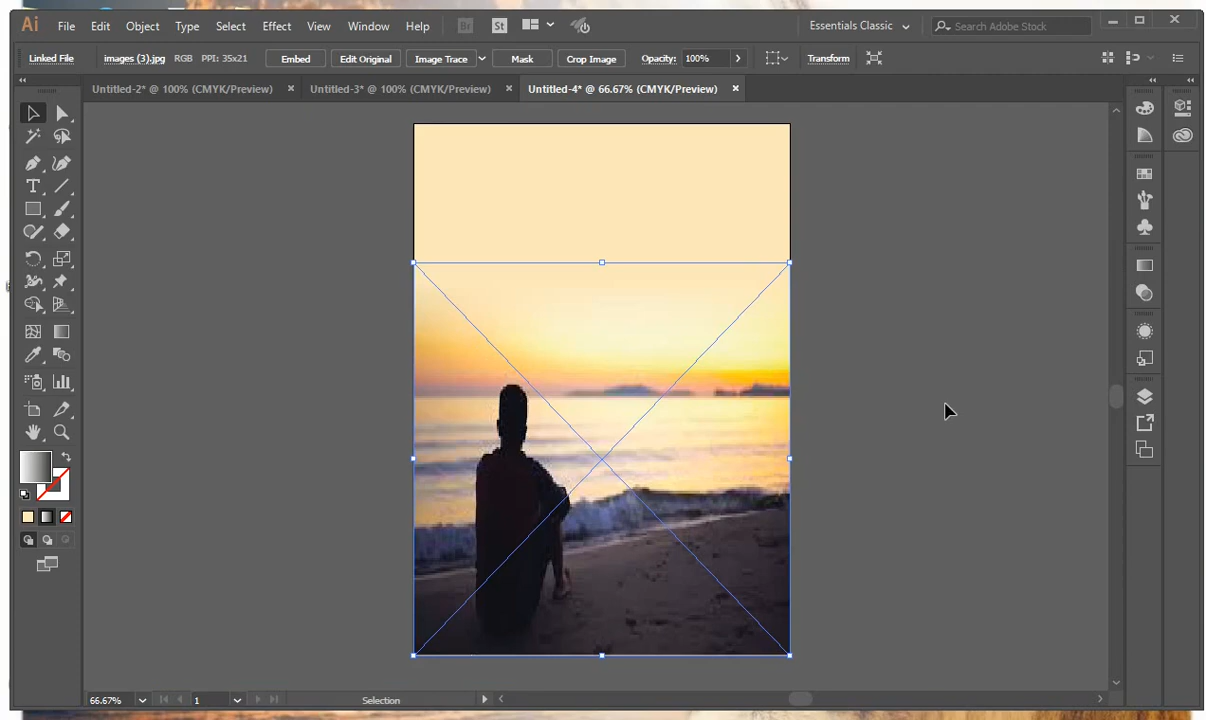 Ai File Edit Object Type Select Effect View Window Help Br St Essentials Classic Search Adobe Stock
Linked File images (3).jpg RGB PPI: 35x21 Embed Edit Original Image Trace Mask Crop Image Opacity: 100% Transform
Untitled-2* @ 100% (CMYK/Preview) Untitled-3* @ 100% (CMYK/Preview) Untitled-4* @ 66.67% (CMYK/Preview)
T
66.67% 1 Selection